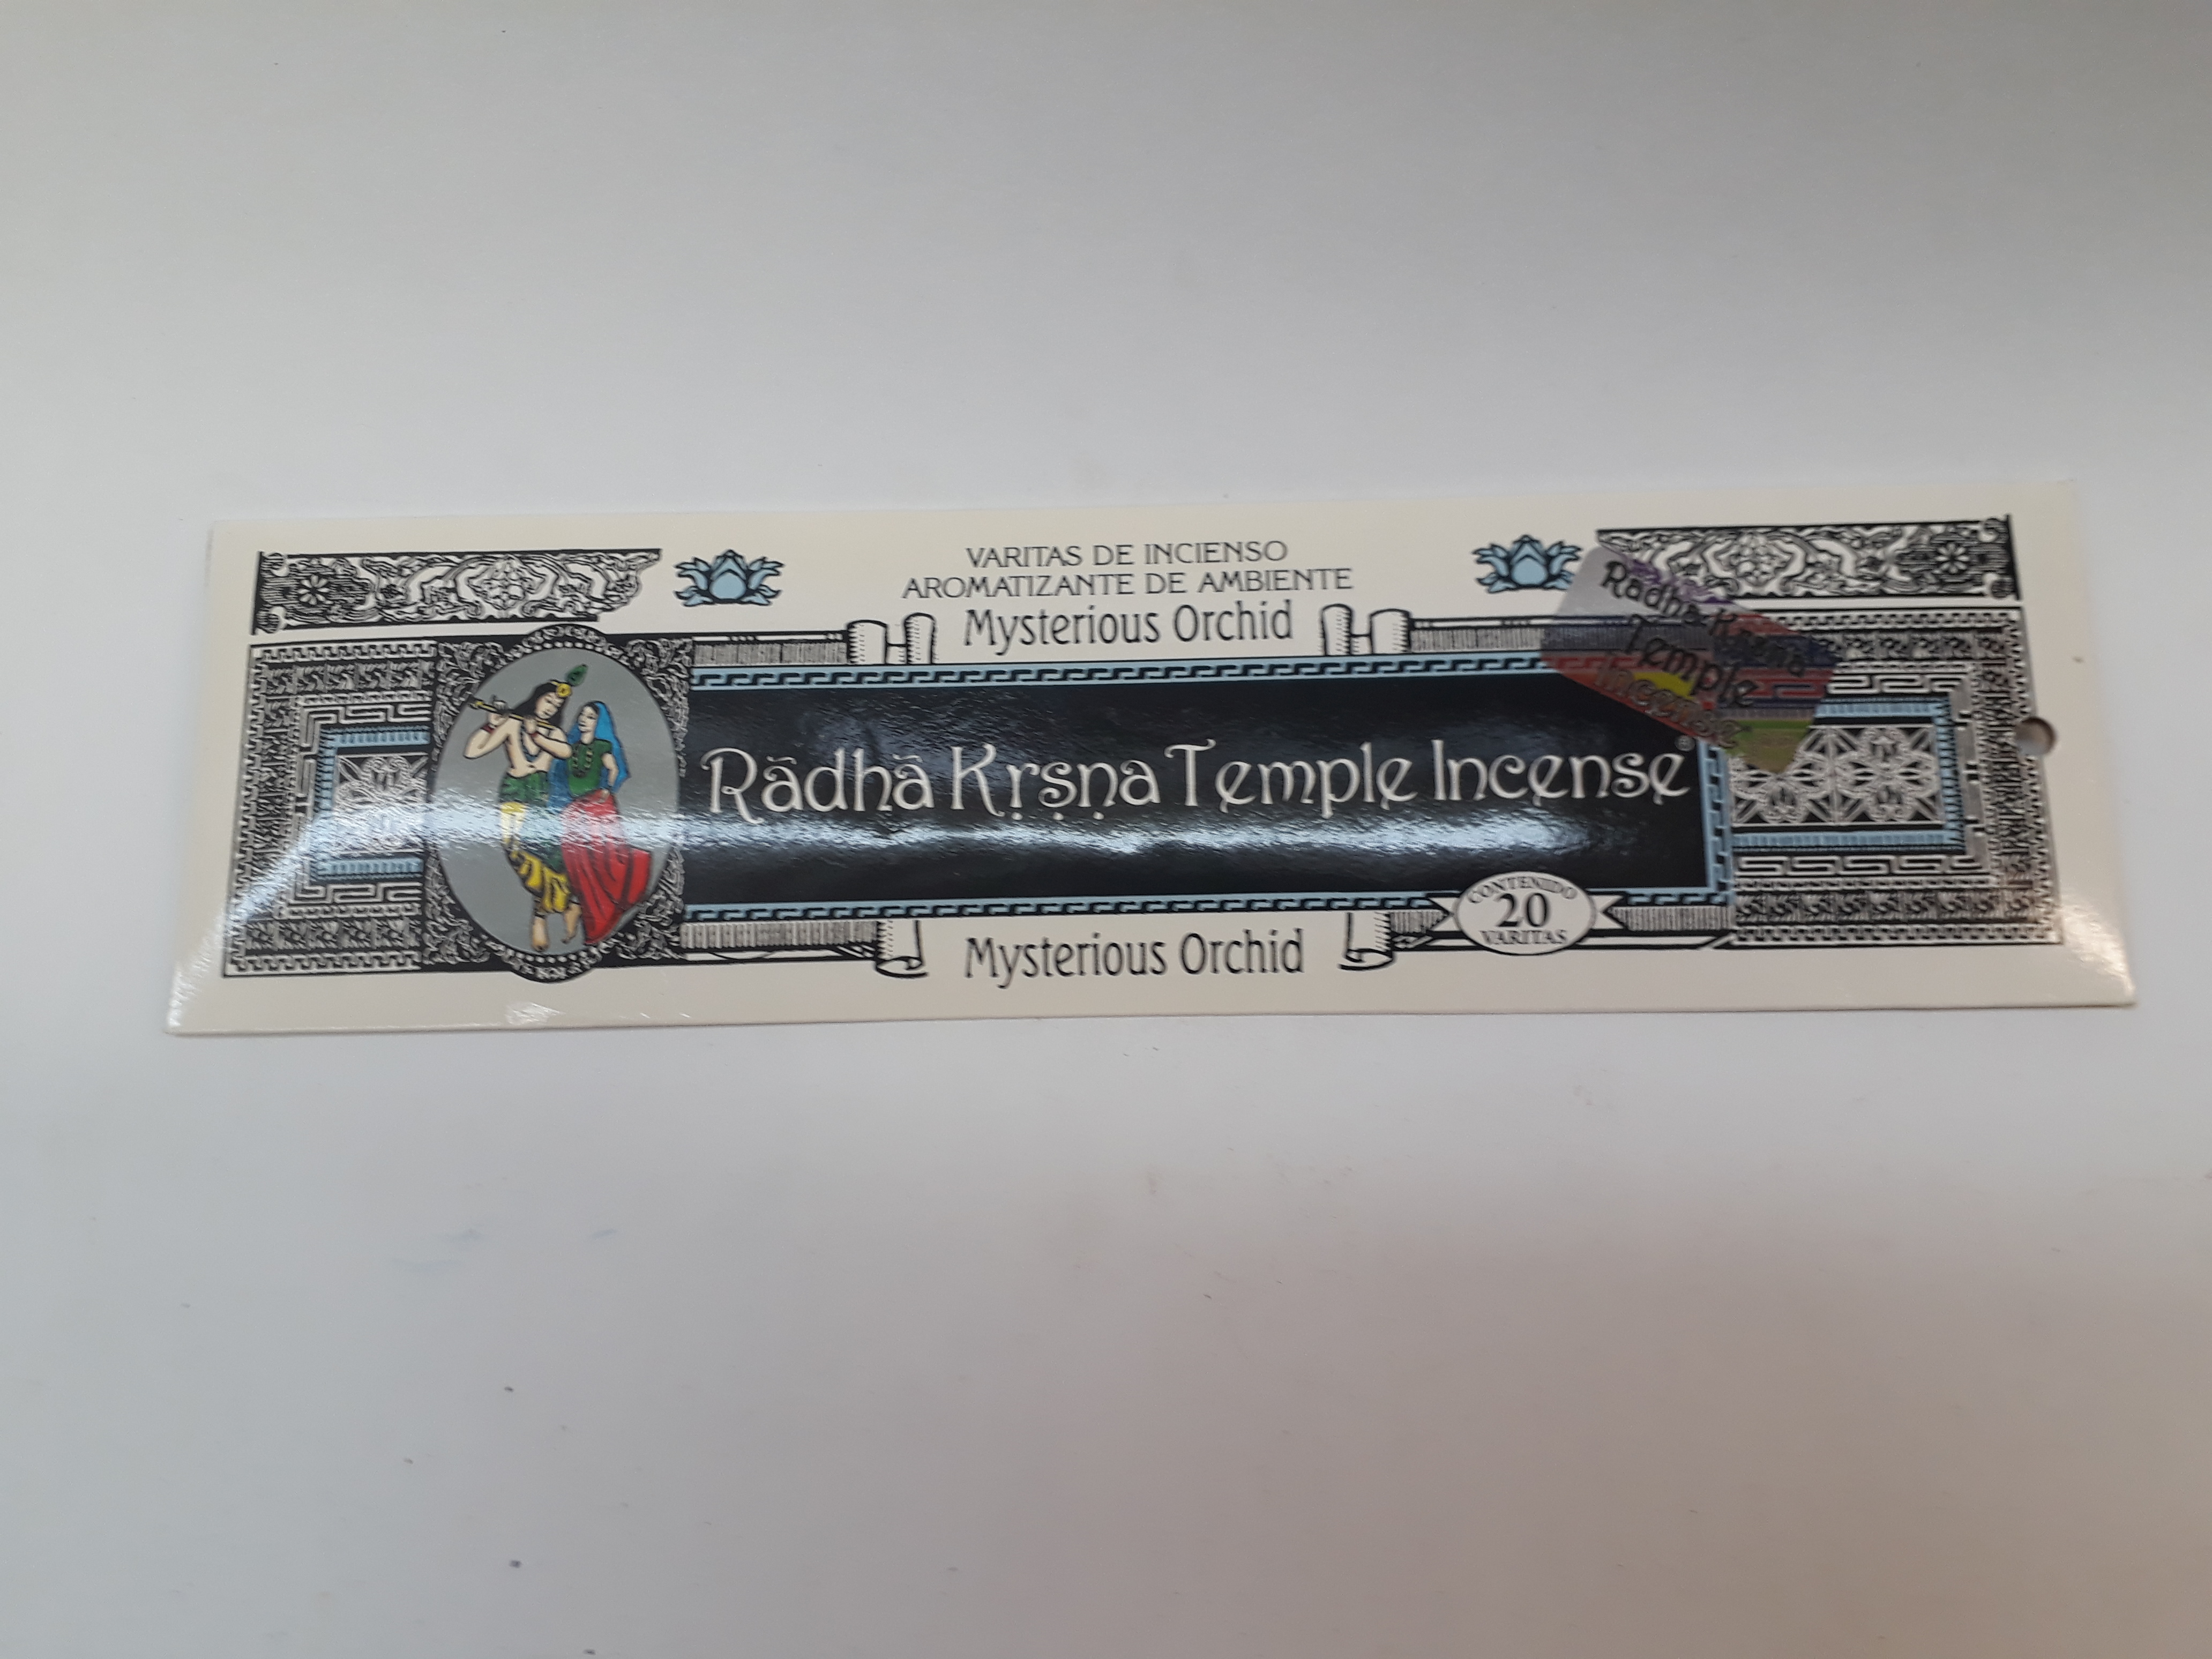 VARITAS DE INCIENSO
AROMATIZANTE DE AMBIENTE
Mysterious Orchid
Rādhā Kṛṣṇa Temple Incense®
Radha Krsna
Temple
Incense
CONTENIDO
20
VARITAS
Mysterious Orchid